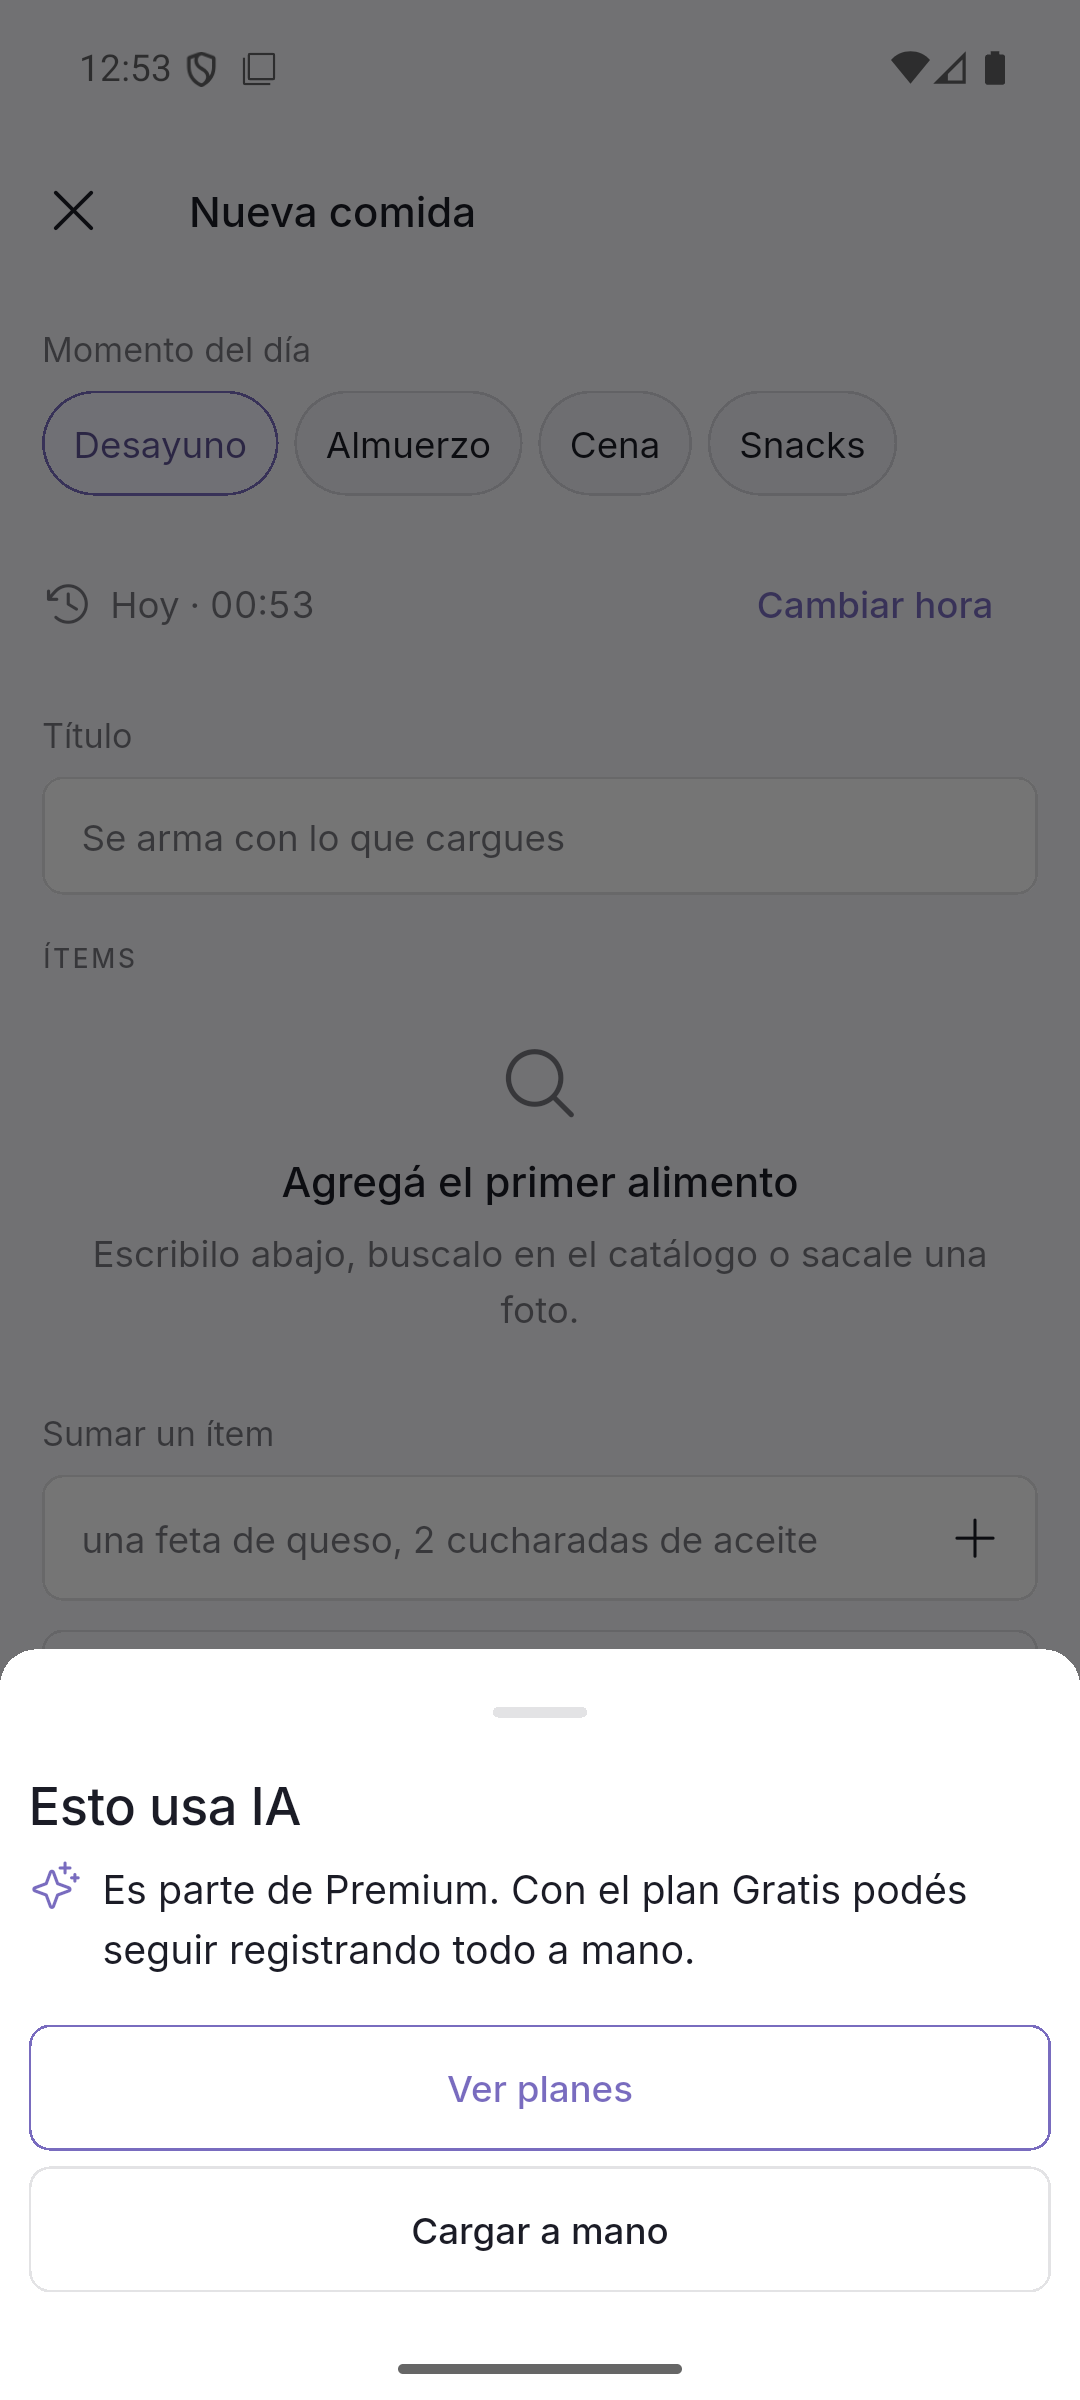 12:53
Nueva comida
Momento del día
Desayuno
Almuerzo
Cena
Snacks
Hoy · 00:53
Cambiar hora
Título
Se arma con lo que cargues
ÍTEMS
Agregá el primer alimento
Escribilo abajo, buscalo en el catálogo o sacale una
foto.
Sumar un ítem
una feta de queso, 2 cucharadas de aceite
Esto usa IA
Es parte de Premium. Con el plan Gratis podés
seguir registrando todo a mano.
Ver planes
Cargar a mano